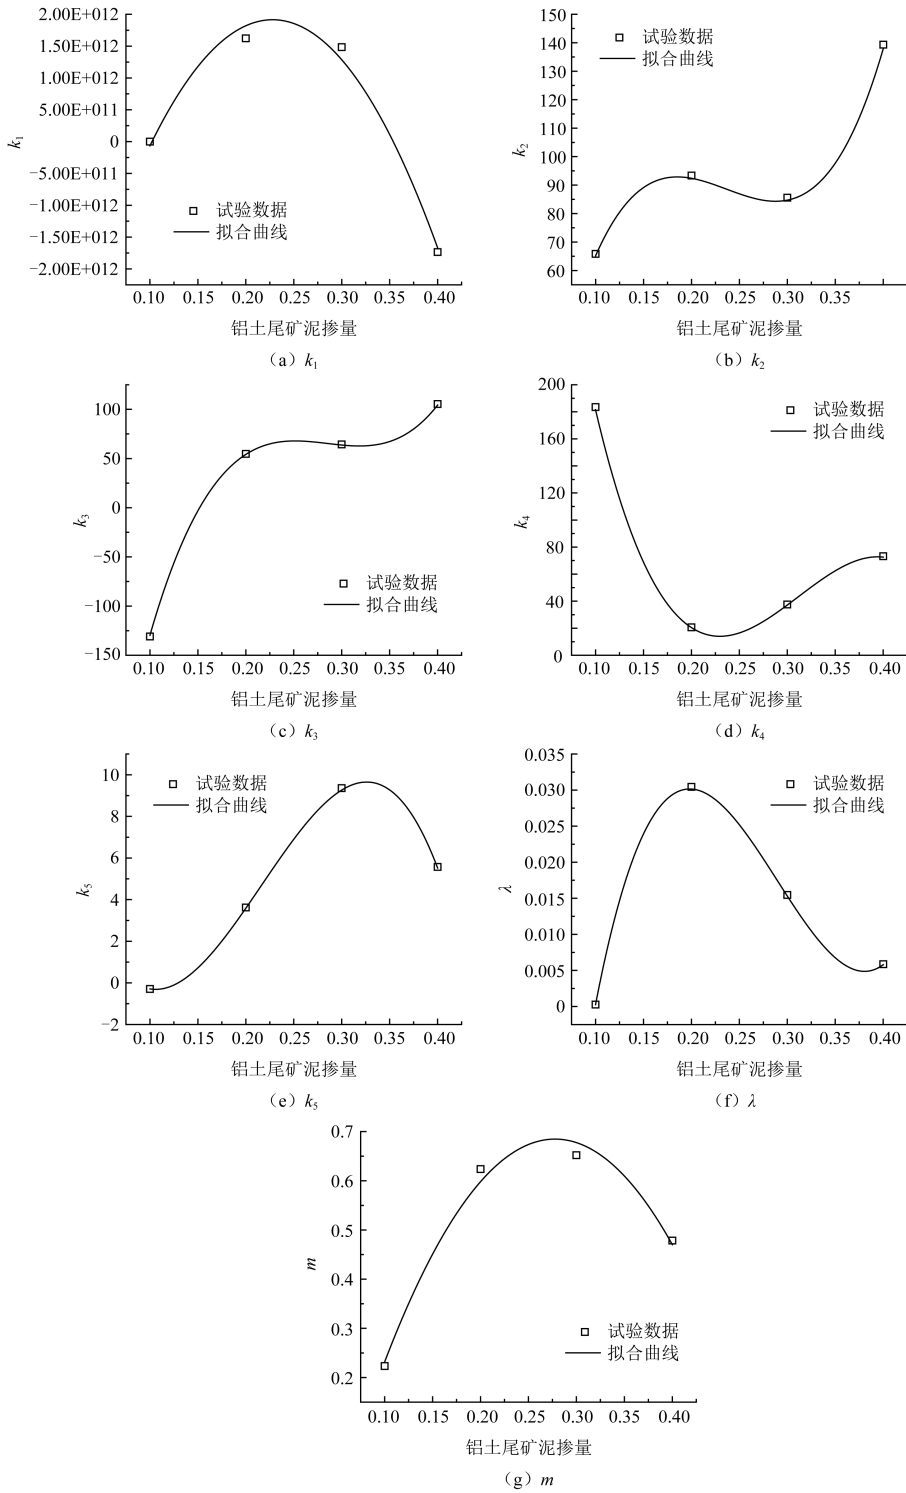 2.00E+012
1.50E+012
1.00E+012
5.00E+011
0
−5.00E+011
−1.00E+012
−1.50E+012
−2.00E+012
k1
试验数据
拟合曲线
0.10 0.15 0.20 0.25 0.30 0.35 0.40
铝土尾矿泥掺量
（a）k1
150
140
130
120
110
100
90
80
70
60
k2
试验数据
拟合曲线
0.10 0.15 0.20 0.25 0.30 0.35
铝土尾矿泥掺量
（b）k2
100
50
0
−50
−100
−150
k3
试验数据
拟合曲线
0.10 0.15 0.20 0.25 0.30 0.35 0.40
铝土尾矿泥掺量
（c）k3
200
160
120
80
40
0
k4
试验数据
拟合曲线
0.10 0.15 0.20 0.25 0.30 0.35 0.40
铝土尾矿泥掺量
（d）k4
10
8
6
4
2
0
−2
k5
试验数据
拟合曲线
0.10 0.15 0.20 0.25 0.30 0.35 0.40
铝土尾矿泥掺量
（e）k5
0.035
0.030
0.025
0.020
0.015
0.010
0.005
0
λ
试验数据
拟合曲线
0.10 0.15 0.20 0.25 0.30 0.35 0.40
铝土尾矿泥掺量
（f）λ
0.7
0.6
0.5
0.4
0.3
0.2
m
试验数据
拟合曲线
0.10 0.15 0.20 0.25 0.30 0.35 0.40
铝土尾矿泥掺量
（g）m